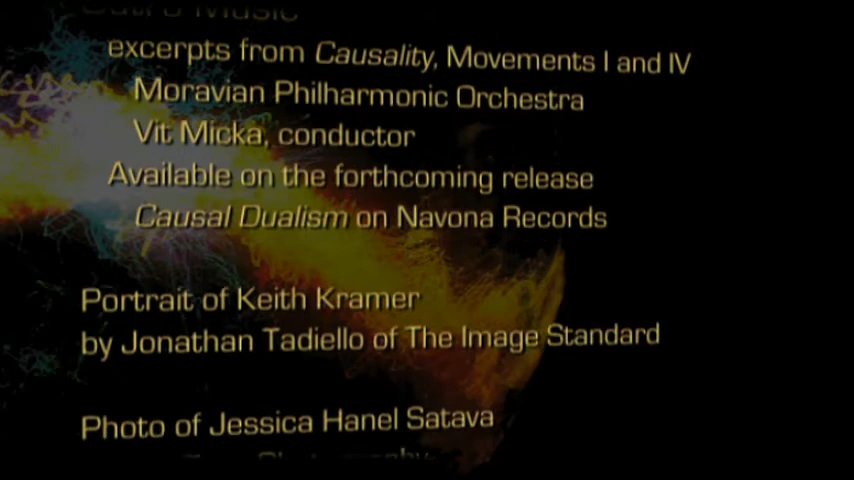 Music
excerpts from Causality, Movements I and IV
Moravian Philharmonic Orchestra
Vit Micka, conductor
Available on the forthcoming release
Causal Dualism on Navona Records
Portrait of Keith Kramer
by Jonathan Tadiello of The Image Standard
Photo of Jessica Hanel Satava